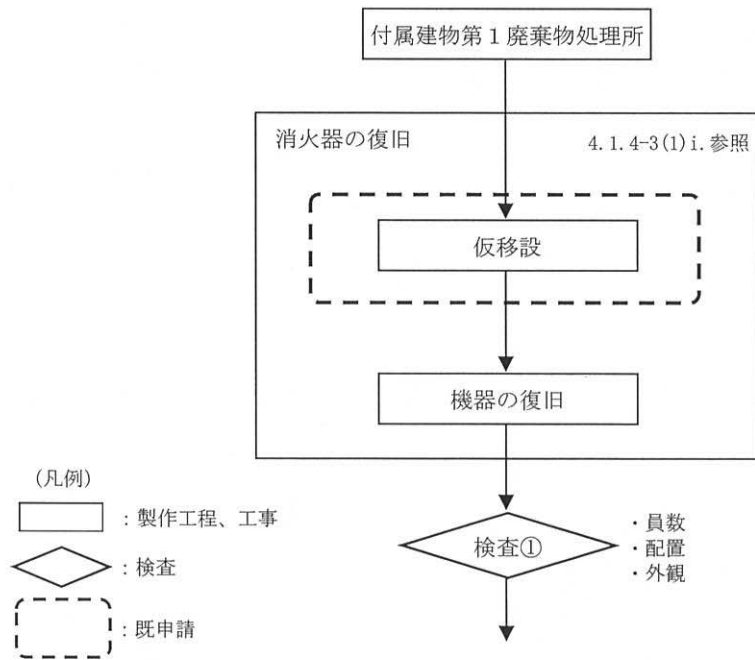 付属建物第１廃棄物処理所
消火器の復旧
4.1.4-3(1)i.参照
仮移設
機器の復旧
検査①
・員数
・配置
・外観
(凡例)
：製作工程、工事
：検査
：既申請